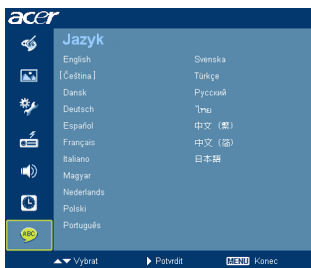 acer
Jazyk
English
[Čeština]
Dansk
Deutsch
Español
Français
Italiano
Magyar
Nederlands
Polski
Português
Svenska
Türkçe
Русский
ไทย
中文 (繁)
中文 (简)
日本語
ABC
Vybrat
Potvrdit
MENU Konec